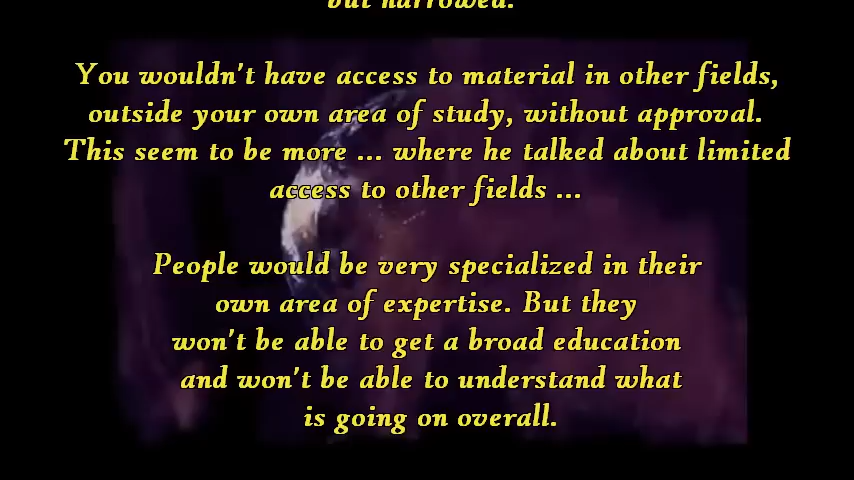 but narrowed.
You wouldn't have access to material in other fields,
outside your own area of study, without approval.
This seem to be more ... where he talked about limited
access to other fields ...
People would be very specialized in their
own area of expertise. But they
won't be able to get a broad education
and won't be able to understand what
is going on overall.